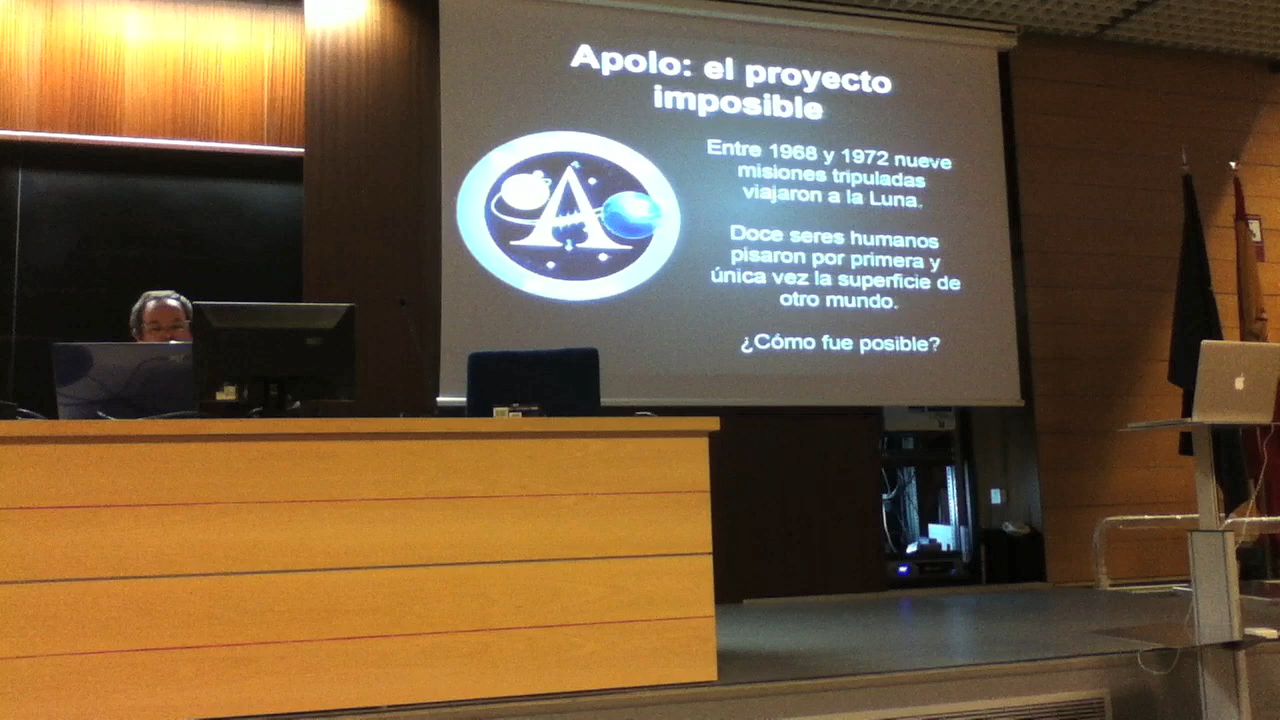 Apolo: el proyecto
imposible
Entre 1968 y 1972 nueve
misiones tripuladas
viajaron a la Luna.
Doce seres humanos
pisaron por primera y
única vez la superficie de
otro mundo.
¿Cómo fue posible?